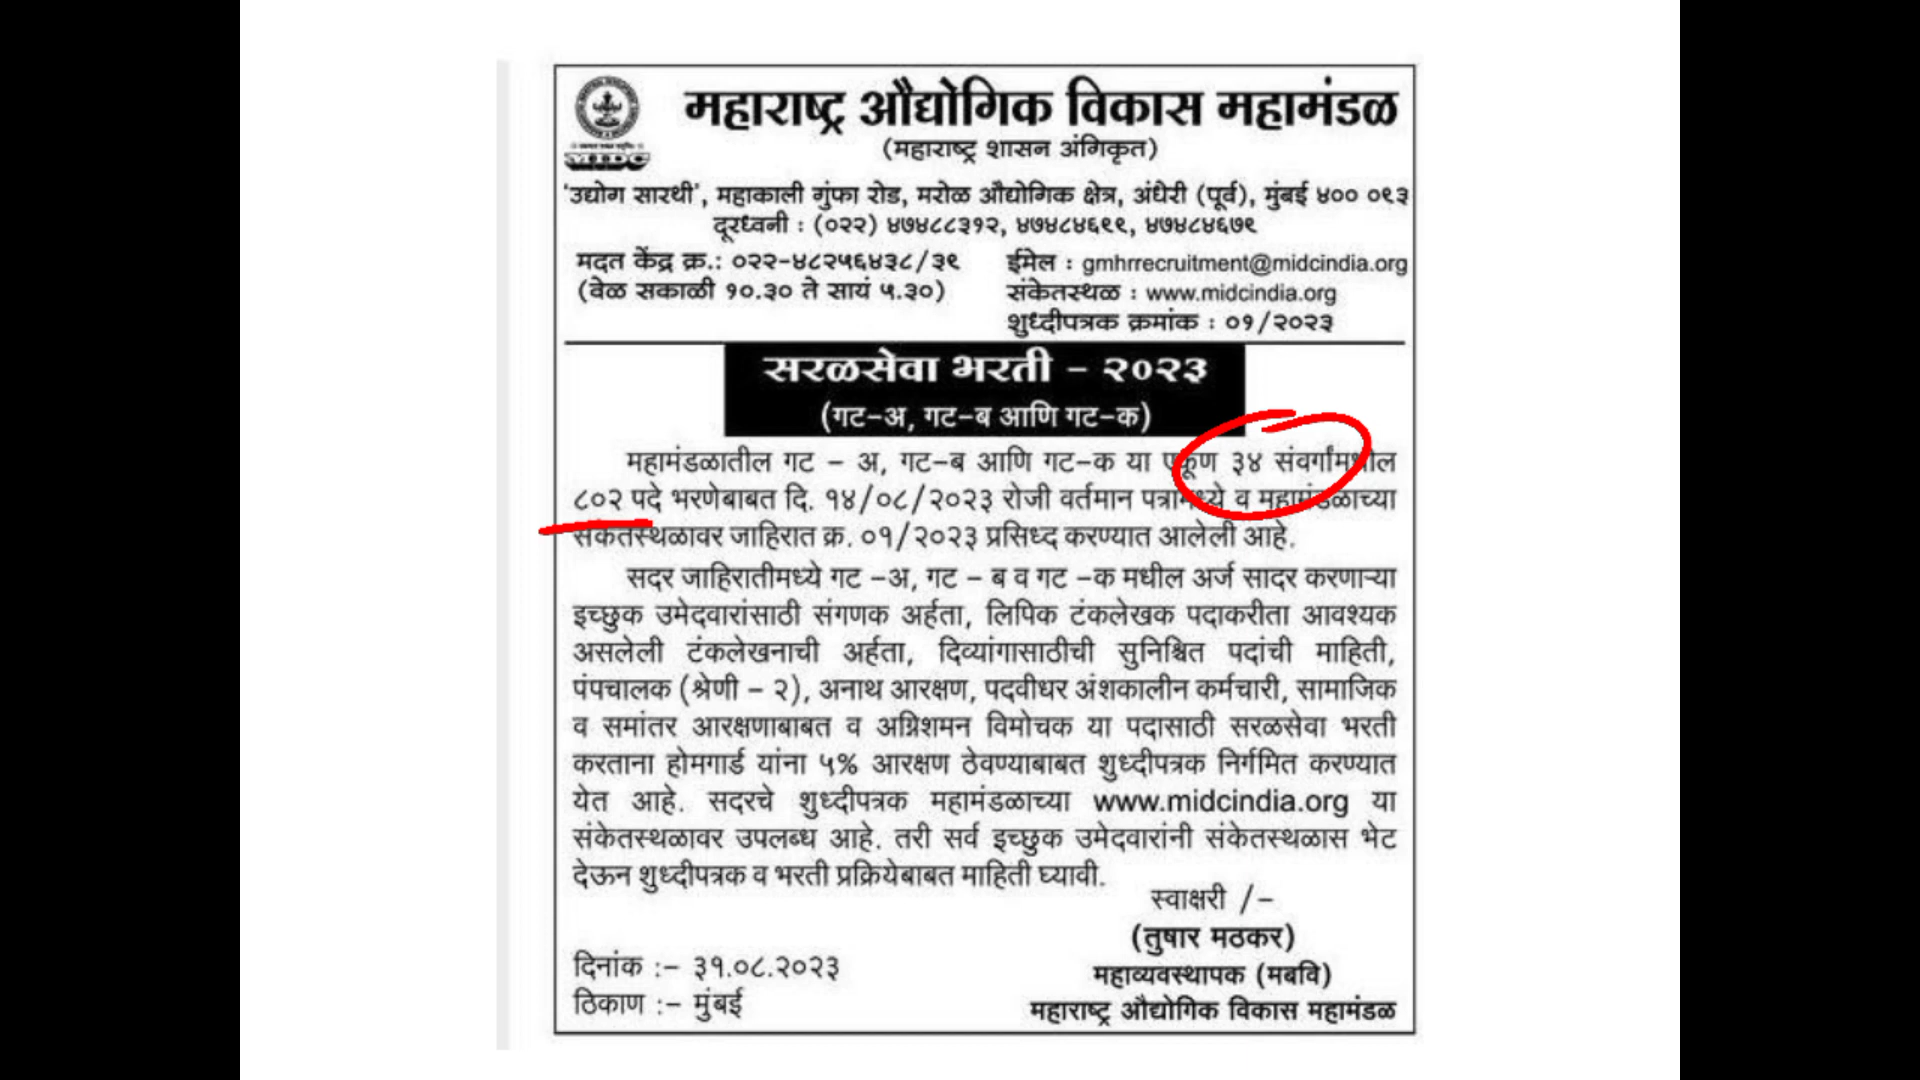 महाराष्ट्र औद्योगिक विकास महामंडळ
(महाराष्ट्र शासन अंगिकृत)
MIDC
'उद्योग सारथी', महाकाली गुंफा रोड, मरोळ औद्योगिक क्षेत्र, अंधेरी (पूर्व), मुंबई ४०० ०९३
दूरध्वनी : (०२२) ४७४८८३१२, ४७४८४६९९, ४७४८४६७९
मदत केंद्र क्र.: ०२२-४८२५६४३८/३९
(वेळ सकाळी १०.३० ते सायं ५.३०)
ईमेल : gmhrrecruitment@midcindia.org
संकेतस्थळ : www.midcindia.org
शुध्दीपत्रक क्रमांक : ०१/२०२३
सरळसेवा भरती - २०२३
(गट-अ, गट-ब आणि गट-क)
महामंडळातील गट - अ, गट-ब आणि गट-क या एकूण ३४ संवर्गांमधील
८०२ पदे भरणेबाबत दि. १४/०८/२०२३ रोजी वर्तमान पत्रामध्ये व महामंडळाच्या
संकेतस्थळावर जाहिरात क्र. ०१/२०२३ प्रसिध्द करण्यात आलेली आहे.
सदर जाहिरातीमध्ये गट -अ, गट - ब व गट -क मधील अर्ज सादर करणाऱ्या
इच्छुक उमेदवारांसाठी संगणक अर्हता, लिपिक टंकलेखक पदाकरीता आवश्यक
असलेली टंकलेखनाची अर्हता, दिव्यांगासाठीची सुनिश्चित पदांची माहिती,
पंपचालक (श्रेणी - २), अनाथ आरक्षण, पदवीधर अंशकालीन कर्मचारी, सामाजिक
व समांतर आरक्षणाबाबत व अग्निशमन विमोचक या पदासाठी सरळसेवा भरती
करताना होमगार्ड यांना ५% आरक्षण ठेवण्याबाबत शुध्दीपत्रक निर्गमित करण्यात
येत आहे. सदरचे शुध्दीपत्रक महामंडळाच्या www.midcindia.org या
संकेतस्थळावर उपलब्ध आहे. तरी सर्व इच्छुक उमेदवारांनी संकेतस्थळास भेट
देऊन शुध्दीपत्रक व भरती प्रक्रियेबाबत माहिती घ्यावी.
स्वाक्षरी /-
(तुषार मठकर)
महाव्यवस्थापक (मबवि)
महाराष्ट्र औद्योगिक विकास महामंडळ
दिनांक :- ३१.०८.२०२३
ठिकाण :- मुंबई